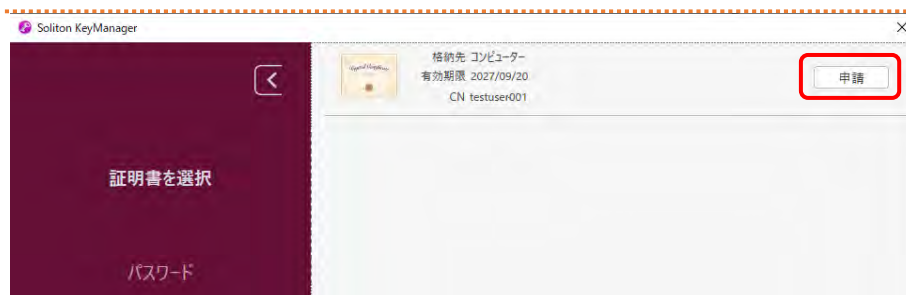 Soliton KeyManager
格納先 コンピューター
有効期限 2027/09/20
CN testuser001
申請
証明書を選択
パスワード